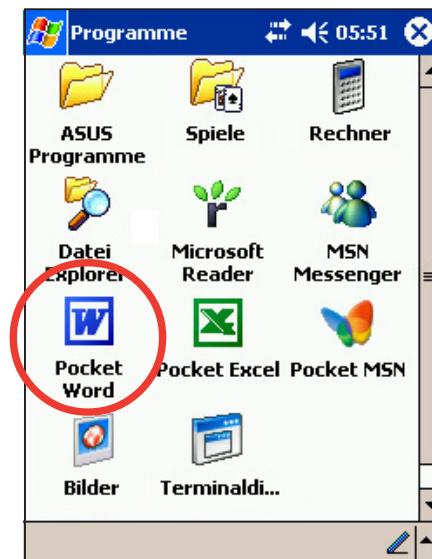 Programme 05:51
ASUS Programme
Spiele
Rechner
Datei Explorer
Microsoft Reader
MSN Messenger
Pocket Word
Pocket Excel
Pocket MSN
Bilder
Terminaldi...